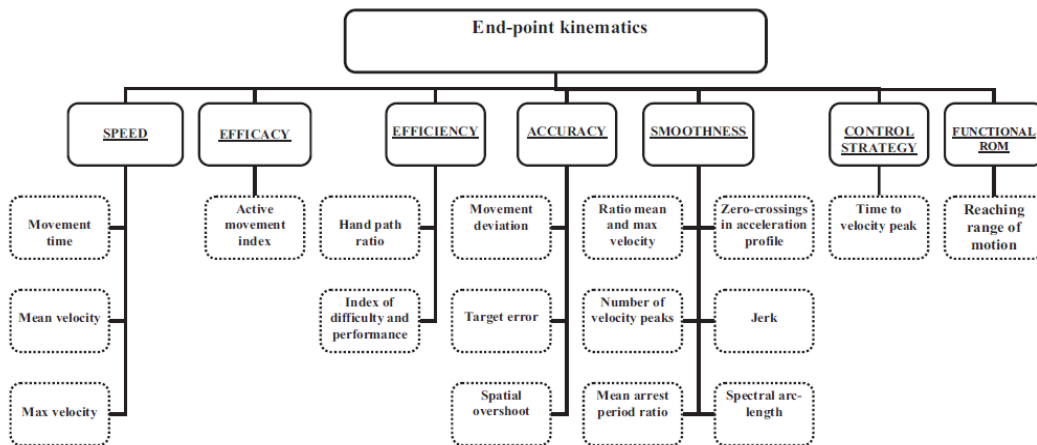 End-point kinematics
SPEED
EFFICACY
EFFICIENCY
ACCURACY
SMOOTHNESS
CONTROL
STRATEGY
FUNCTIONAL
ROM
Movement
time
Active
movement
index
Hand path
ratio
Movement
deviation
Ratio mean
and max
velocity
Zero-crossings
in acceleration
profile
Time to
velocity peak
Reaching
range of
motion
Mean velocity
Index of
difficulty and
performance
Target error
Number of
velocity peaks
Jerk
Max velocity
Spatial
overshoot
Mean arrest
period ratio
Spectral arc-
length